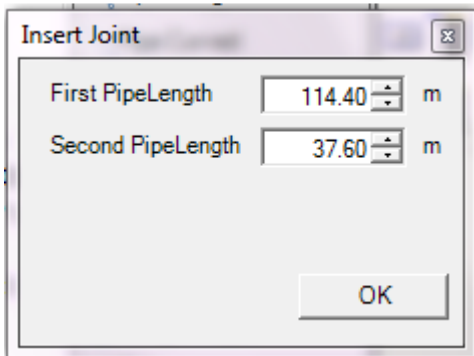 Insert Joint
First PipeLength 114.40 m
Second PipeLength 37.60 m
OK